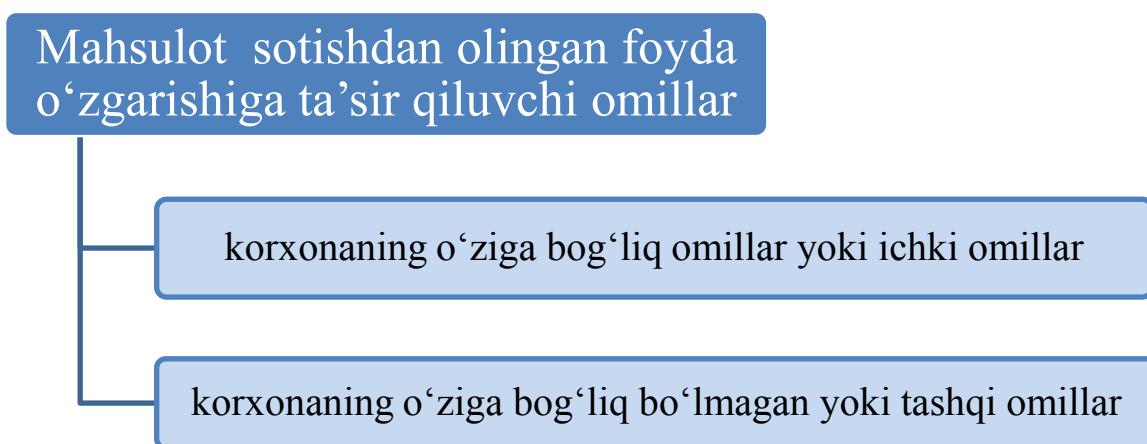 Mahsulot  sotishdan olingan foyda
o‘zgarishiga ta’sir qiluvchi omillar
korxonaning o‘ziga bog‘liq omillar yoki ichki omillar
korxonaning o‘ziga bog‘liq bo‘lmagan yoki tashqi omillar